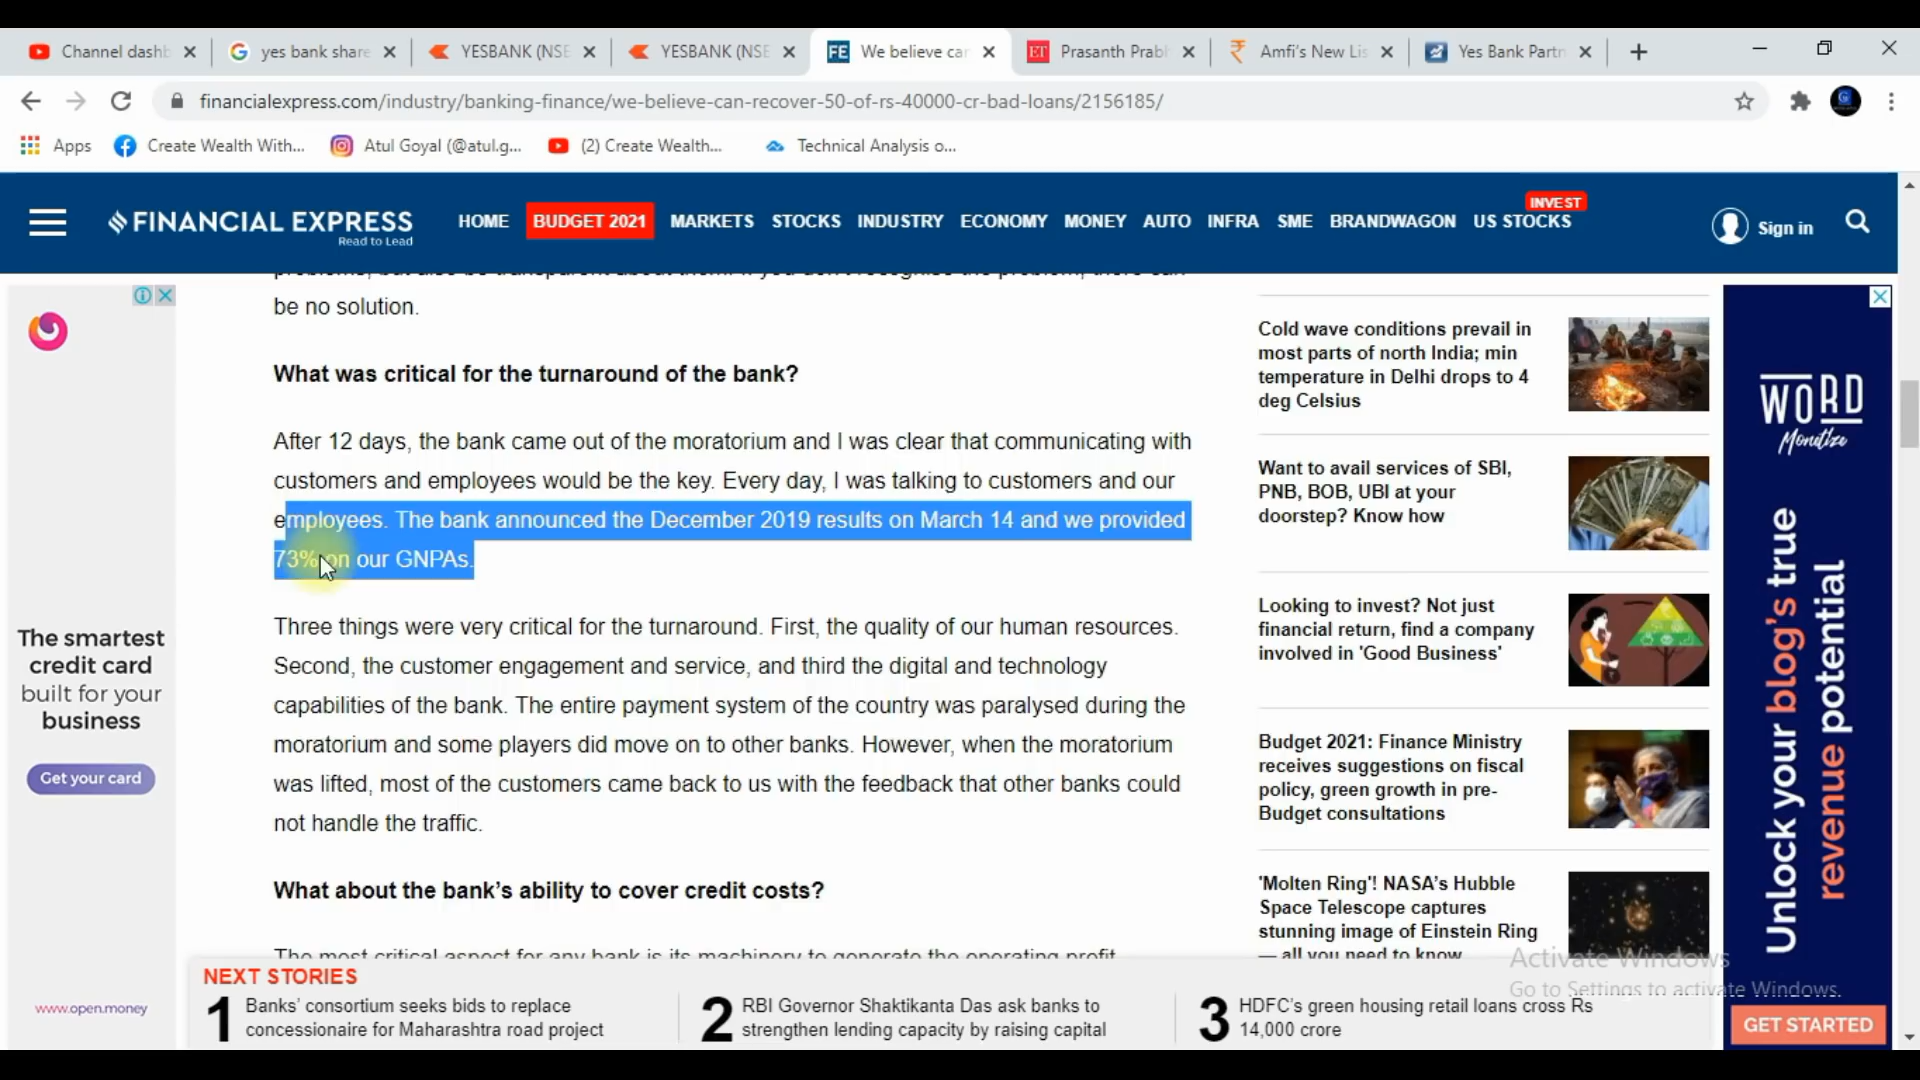 Channel dashb
yes bank share
YESBANK (NSE
YESBANK (NSE
FE
We believe car
ET
Prasanth Prabh
Amfi's New Lis
Yes Bank Partn
financialexpress.com/industry/banking-finance/we-believe-can-recover-50-of-rs-40000-cr-bad-loans/2156185/
Apps
Create Wealth With...
Atul Goyal (@atul.g...
(2) Create Wealth...
Technical Analysis o...
FINANCIAL EXPRESS
Read to Lead
HOME
BUDGET 2021
MARKETS
STOCKS
INDUSTRY
ECONOMY
MONEY
AUTO
INFRA
SME
BRANDWAGON
INVEST
US STOCKS
Sign in
be no solution.
What was critical for the turnaround of the bank?
After 12 days, the bank came out of the moratorium and I was clear that communicating with
customers and employees would be the key. Every day, I was talking to customers and our
employees. The bank announced the December 2019 results on March 14 and we provided
73% on our GNPAs.
Three things were very critical for the turnaround. First, the quality of our human resources.
Second, the customer engagement and service, and third the digital and technology
capabilities of the bank. The entire payment system of the country was paralysed during the
moratorium and some players did move on to other banks. However, when the moratorium
was lifted, most of the customers came back to us with the feedback that other banks could
not handle the traffic.
What about the bank's ability to cover credit costs?
The most critical aspect for any bank is its machinery to generate the operating profit
The smartest
credit card
built for your
business
Get your card
www.open.money
Cold wave conditions prevail in
most parts of north India; min
temperature in Delhi drops to 4
deg Celsius
Want to avail services of SBI,
PNB, BOB, UBI at your
doorstep? Know how
Looking to invest? Not just
financial return, find a company
involved in 'Good Business'
Budget 2021: Finance Ministry
receives suggestions on fiscal
policy, green growth in pre-
Budget consultations
'Molten Ring'! NASA's Hubble
Space Telescope captures
stunning image of Einstein Ring
— all you need to know
WORD
Monetize
Unlock your blog's true
revenue potential
GET STARTED
Activate Windows
Go to Settings to activate Windows.
NEXT STORIES
1
Banks' consortium seeks bids to replace
concessionaire for Maharashtra road project
2
RBI Governor Shaktikanta Das ask banks to
strengthen lending capacity by raising capital
3
HDFC's green housing retail loans cross Rs
14,000 crore